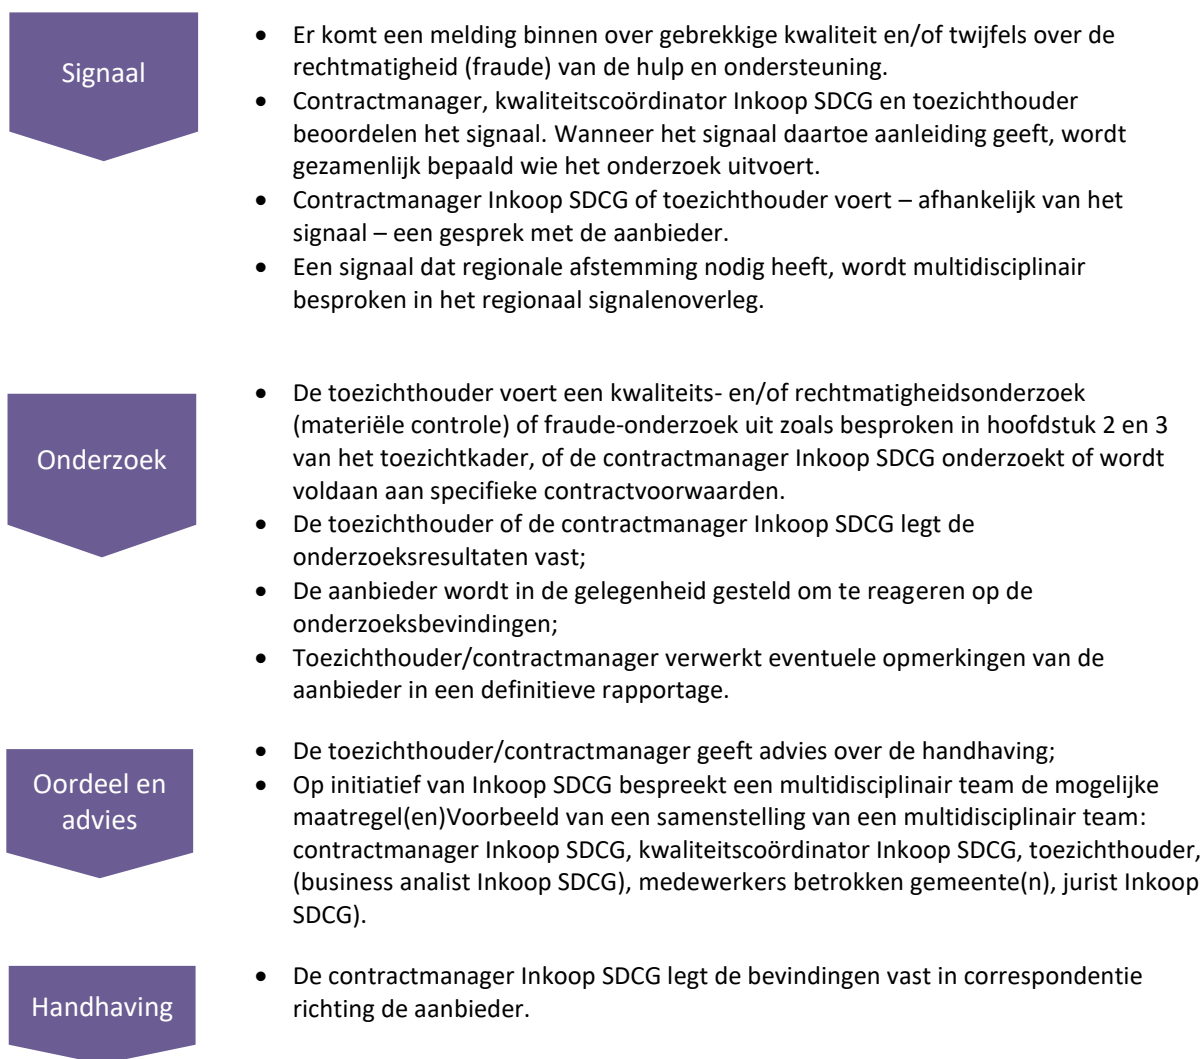 Signaal
• Er komt een melding binnen over gebrekkige kwaliteit en/of twijfels over de
rechtmatigheid (fraude) van de hulp en ondersteuning.
• Contractmanager, kwaliteitscoördinator Inkoop SDCG en toezichthouder
beoordelen het signaal. Wanneer het signaal daartoe aanleiding geeft, wordt
gezamenlijk bepaald wie het onderzoek uitvoert.
• Contractmanager Inkoop SDCG of toezichthouder voert – afhankelijk van het
signaal – een gesprek met de aanbieder.
• Een signaal dat regionale afstemming nodig heeft, wordt multidisciplinair
besproken in het regionaal signalenoverleg.
Onderzoek
• De toezichthouder voert een kwaliteits- en/of rechtmatigheidsonderzoek
(materiële controle) of fraude-onderzoek uit zoals besproken in hoofdstuk 2 en 3
van het toezichtkader, of de contractmanager Inkoop SDCG onderzoekt of wordt
voldaan aan specifieke contractvoorwaarden.
• De toezichthouder of de contractmanager Inkoop SDCG legt de
onderzoeksresultaten vast;
• De aanbieder wordt in de gelegenheid gesteld om te reageren op de
onderzoeksbevindingen;
• Toezichthouder/contractmanager verwerkt eventuele opmerkingen van de
aanbieder in een definitieve rapportage.
Oordeel en
advies
• De toezichthouder/contractmanager geeft advies over de handhaving;
• Op initiatief van Inkoop SDCG bespreekt een multidisciplinair team de mogelijke
maatregel(en)Voorbeeld van een samenstelling van een multidisciplinair team:
contractmanager Inkoop SDCG, kwaliteitscoördinator Inkoop SDCG, toezichthouder,
(business analist Inkoop SDCG), medewerkers betrokken gemeente(n), jurist Inkoop
SDCG).
Handhaving
• De contractmanager Inkoop SDCG legt de bevindingen vast in correspondentie
richting de aanbieder.